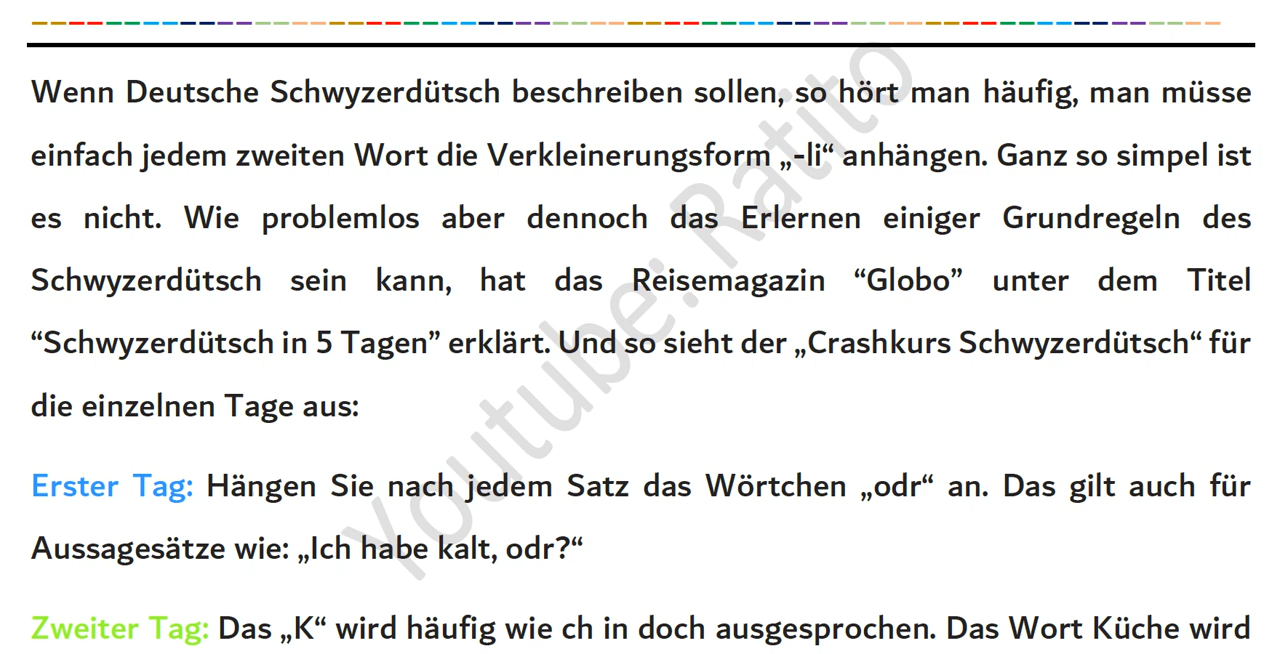 Wenn Deutsche Schwyzerdütsch beschreiben sollen, so hört man häufig, man müsse
einfach jedem zweiten Wort die Verkleinerungsform „-li“ anhängen. Ganz so simpel ist
es nicht. Wie problemlos aber dennoch das Erlernen einiger Grundregeln des
Schwyzerdütsch sein kann, hat das Reisemagazin “Globo” unter dem Titel
“Schwyzerdütsch in 5 Tagen” erklärt. Und so sieht der „Crashkurs Schwyzerdütsch“ für
die einzelnen Tage aus:
Erster Tag: Hängen Sie nach jedem Satz das Wörtchen „odr“ an. Das gilt auch für
Aussagesätze wie: „Ich habe kalt, odr?“
Zweiter Tag: Das „K“ wird häufig wie ch in doch ausgesprochen. Das Wort Küche wird
Youtube: Ratito